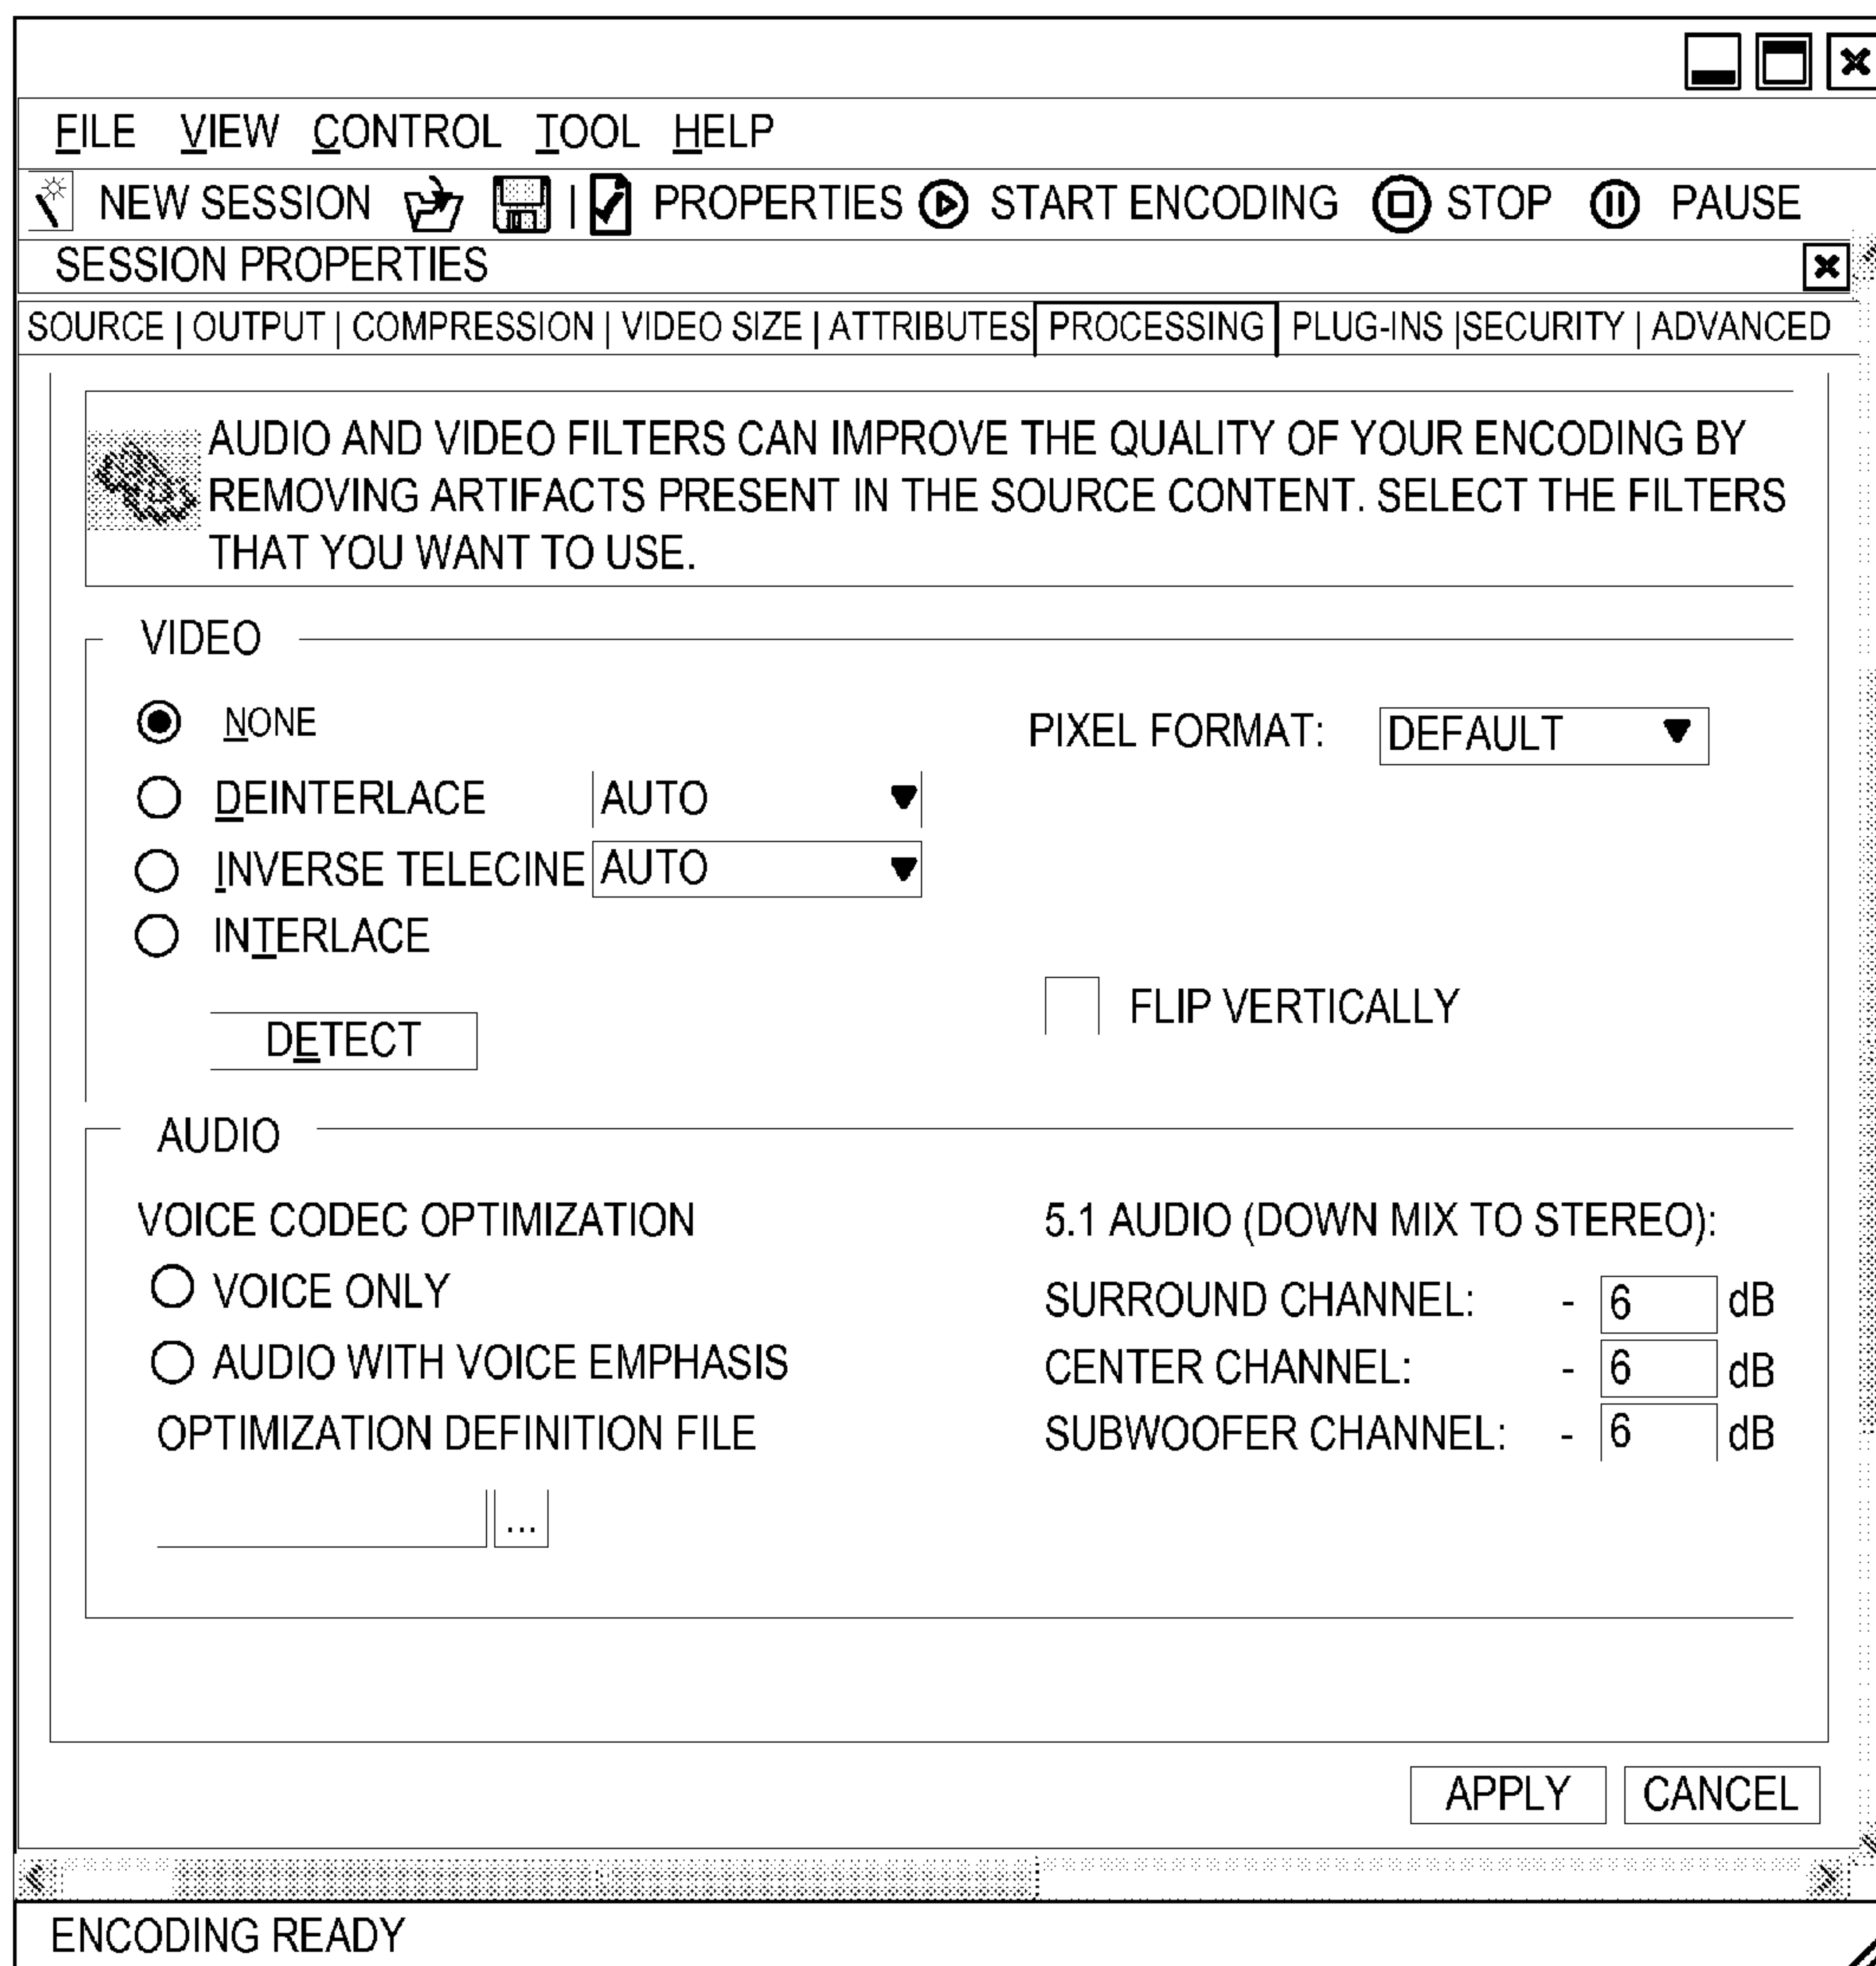 FILE VIEW CONTROL TOOL HELP
NEW SESSION | PROPERTIES START ENCODING STOP PAUSE
SESSION PROPERTIES
SOURCE | OUTPUT | COMPRESSION | VIDEO SIZE | ATTRIBUTES PROCESSING PLUG-INS |SECURITY | ADVANCED
AUDIO AND VIDEO FILTERS CAN IMPROVE THE QUALITY OF YOUR ENCODING BY
REMOVING ARTIFACTS PRESENT IN THE SOURCE CONTENT. SELECT THE FILTERS
THAT YOU WANT TO USE.
VIDEO
NONE
PIXEL FORMAT: DEFAULT
DEINTERLACE AUTO
INVERSE TELECINE AUTO
INTERLACE
FLIP VERTICALLY
DETECT
AUDIO
VOICE CODEC OPTIMIZATION
VOICE ONLY
AUDIO WITH VOICE EMPHASIS
OPTIMIZATION DEFINITION FILE
...
5.1 AUDIO (DOWN MIX TO STEREO):
SURROUND CHANNEL: - 6 dB
CENTER CHANNEL: - 6 dB
SUBWOOFER CHANNEL: - 6 dB
APPLY CANCEL
ENCODING READY